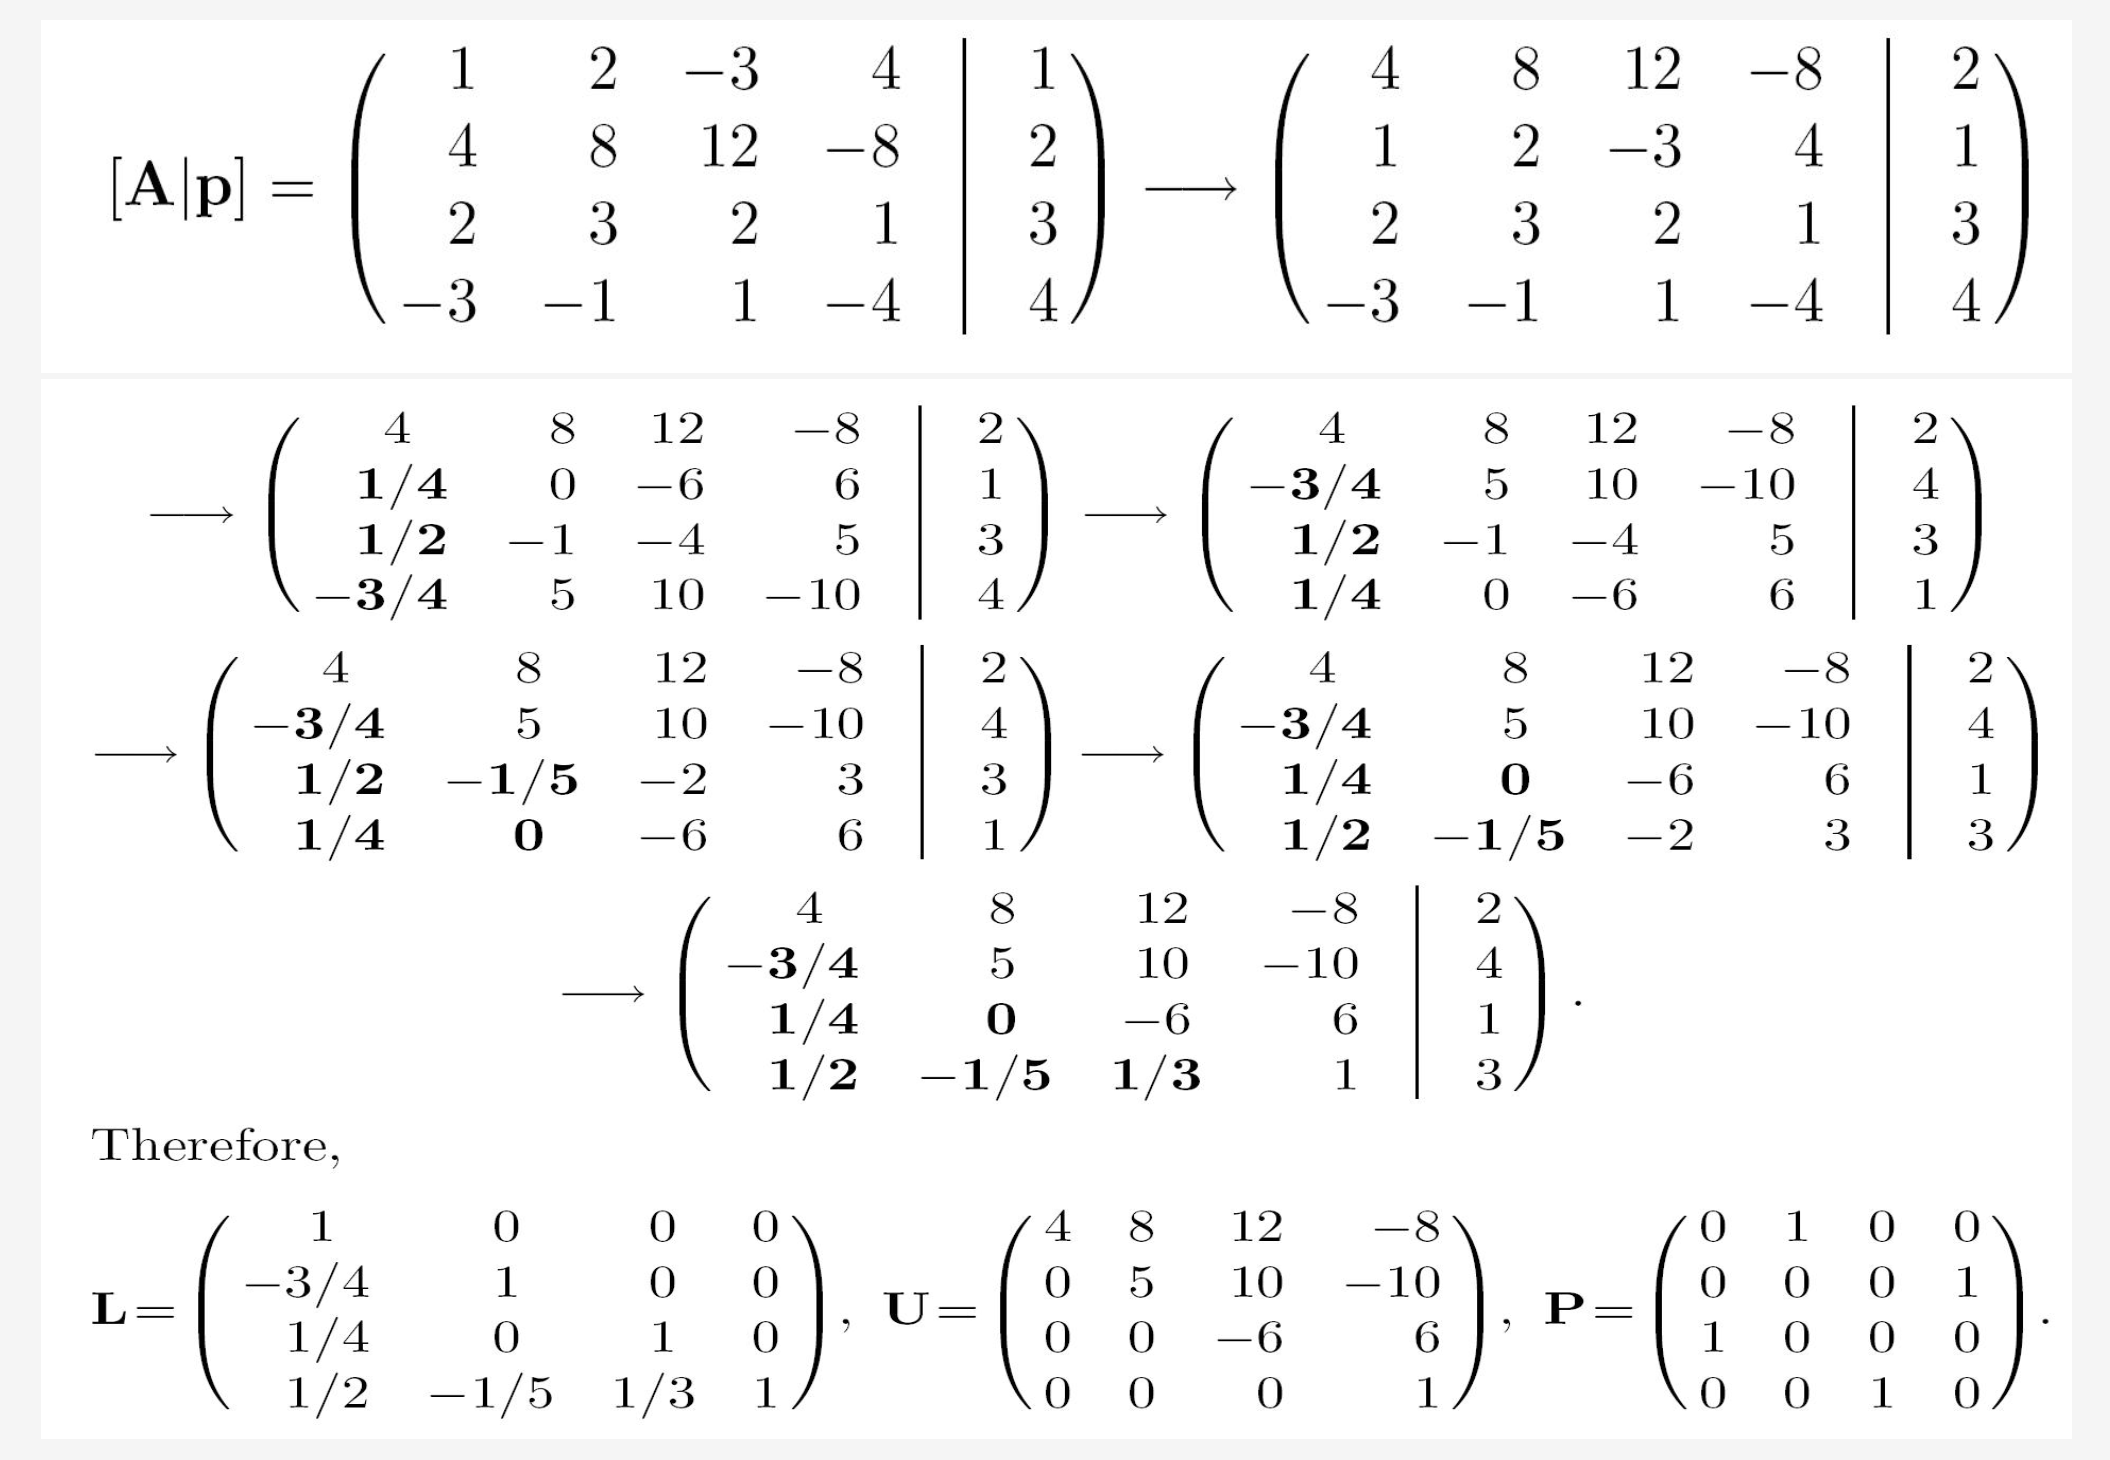 [A|p] = ( 1 2 −3 4 | 1 ) ⟶ ( 4 8 12 −8 | 2 )
( 4 8 12 −8 | 2 ) ( 1 2 −3 4 | 1 )
( 2 3 2 1 | 3 ) ( 2 3 2 1 | 3 )
( −3 −1 1 −4 | 4 ) ( −3 −1 1 −4 | 4 )
⟶ ( 4 8 12 −8 | 2 ) ⟶ ( 4 8 12 −8 | 2 )
( 1/4 0 −6 6 | 1 ) ( −3/4 5 10 −10 | 4 )
( 1/2 −1 −4 5 | 3 ) ( 1/2 −1 −4 5 | 3 )
( −3/4 5 10 −10 | 4 ) ( 1/4 0 −6 6 | 1 )
⟶ ( 4 8 12 −8 | 2 ) ⟶ ( 4 8 12 −8 | 2 )
( −3/4 5 10 −10 | 4 ) ( −3/4 5 10 −10 | 4 )
( 1/2 −1/5 −2 3 | 3 ) ( 1/4 0 −6 6 | 1 )
( 1/4 0 −6 6 | 1 ) ( 1/2 −1/5 −2 3 | 3 )
⟶ ( 4 8 12 −8 | 2 )
( −3/4 5 10 −10 | 4 )
( 1/4 0 −6 6 | 1 ) .
( 1/2 −1/5 1/3 1 | 3 )
Therefore,
L = ( 1 0 0 0 ) , U = ( 4 8 12 −8 ) , P = ( 0 1 0 0 ) .
( −3/4 1 0 0 ) ( 0 5 10 −10 ) ( 0 0 0 1 )
( 1/4 0 1 0 ) ( 0 0 −6 6 ) ( 1 0 0 0 )
( 1/2 −1/5 1/3 1 ) ( 0 0 0 1 ) ( 0 0 1 0 )